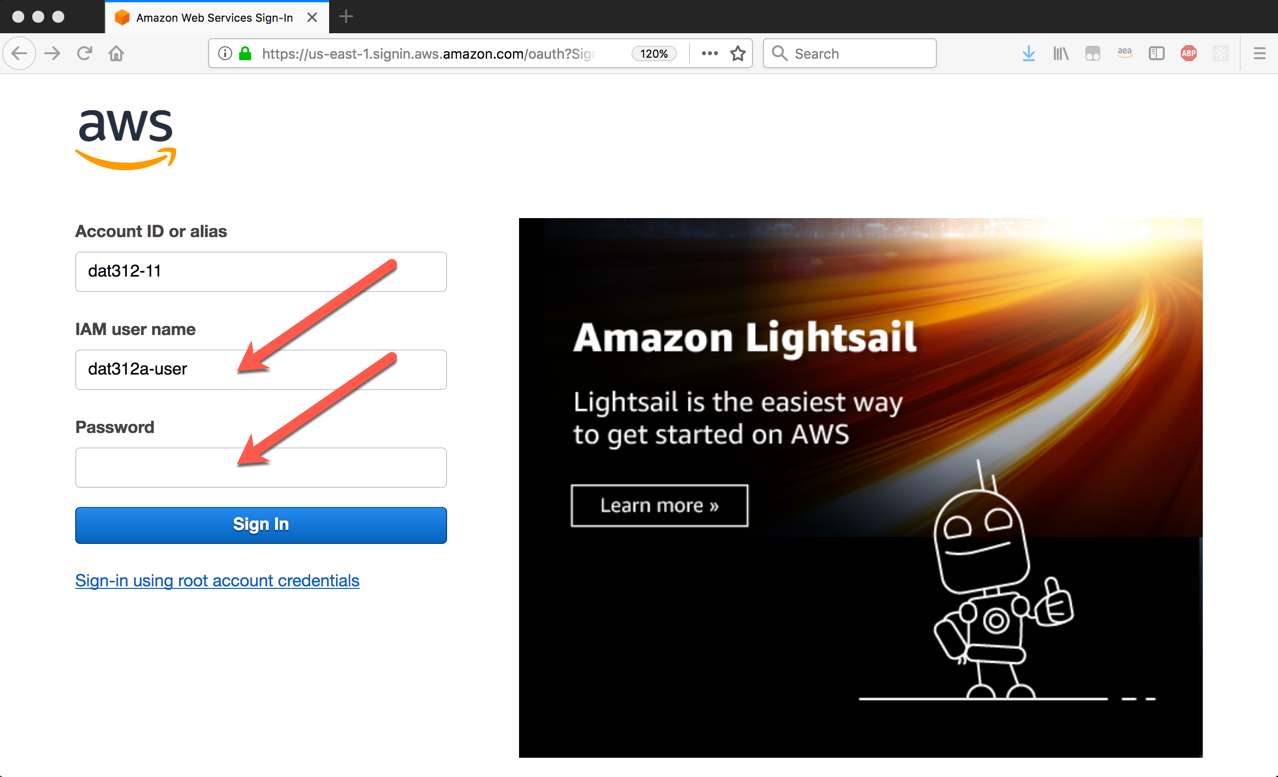 Amazon Web Services Sign-In
https://us-east-1.signin.aws.amazon.com/oauth?Sig
120%
Search
aea
ABP
aws
Account ID or alias
dat312-11
IAM user name
dat312a-user
Password
Sign In
Sign-in using root account credentials
Amazon Lightsail
Lightsail is the easiest way
to get started on AWS
Learn more »